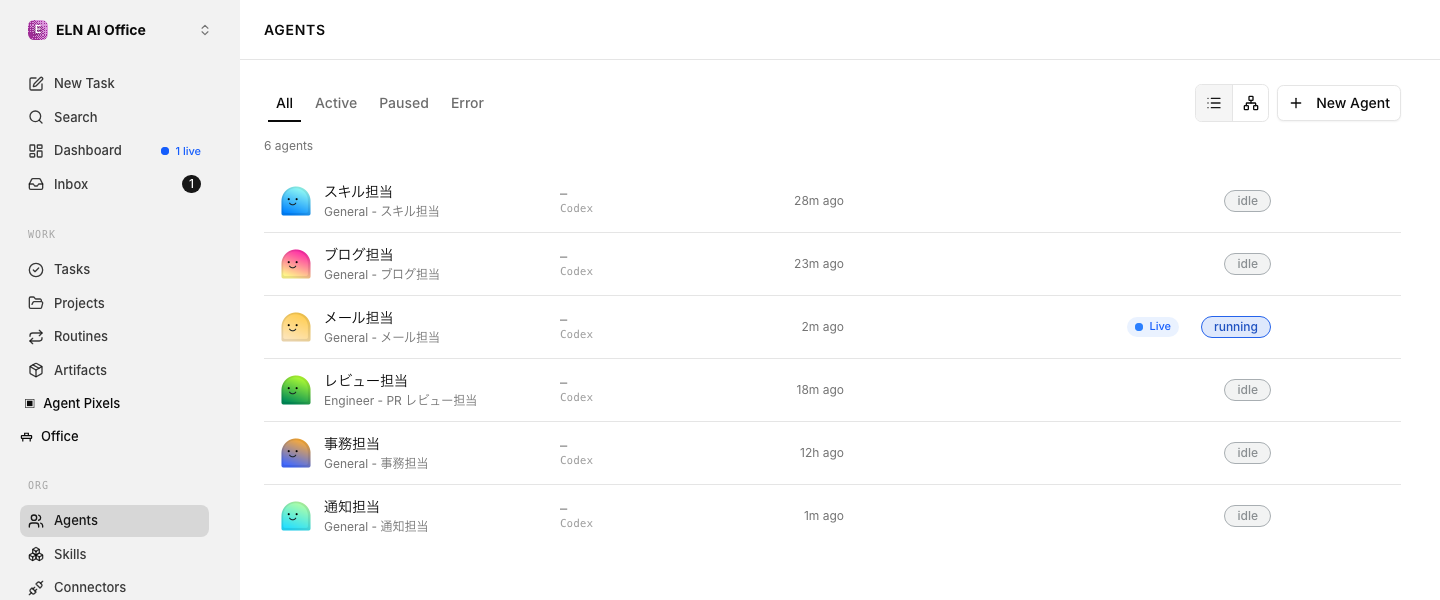 ELN AI Office
New Task
Search
Dashboard 1 live
Inbox 1
WORK
Tasks
Projects
Routines
Artifacts
Agent Pixels
Office
ORG
Agents
Skills
Connectors
AGENTS
All Active Paused Error
New Agent
6 agents
スキル担当
General - スキル担当
—
Codex
28m ago
idle
ブログ担当
General - ブログ担当
—
Codex
23m ago
idle
メール担当
General - メール担当
—
Codex
2m ago
Live
running
レビュー担当
Engineer - PR レビュー担当
—
Codex
18m ago
idle
事務担当
General - 事務担当
—
Codex
12h ago
idle
通知担当
General - 通知担当
—
Codex
1m ago
idle